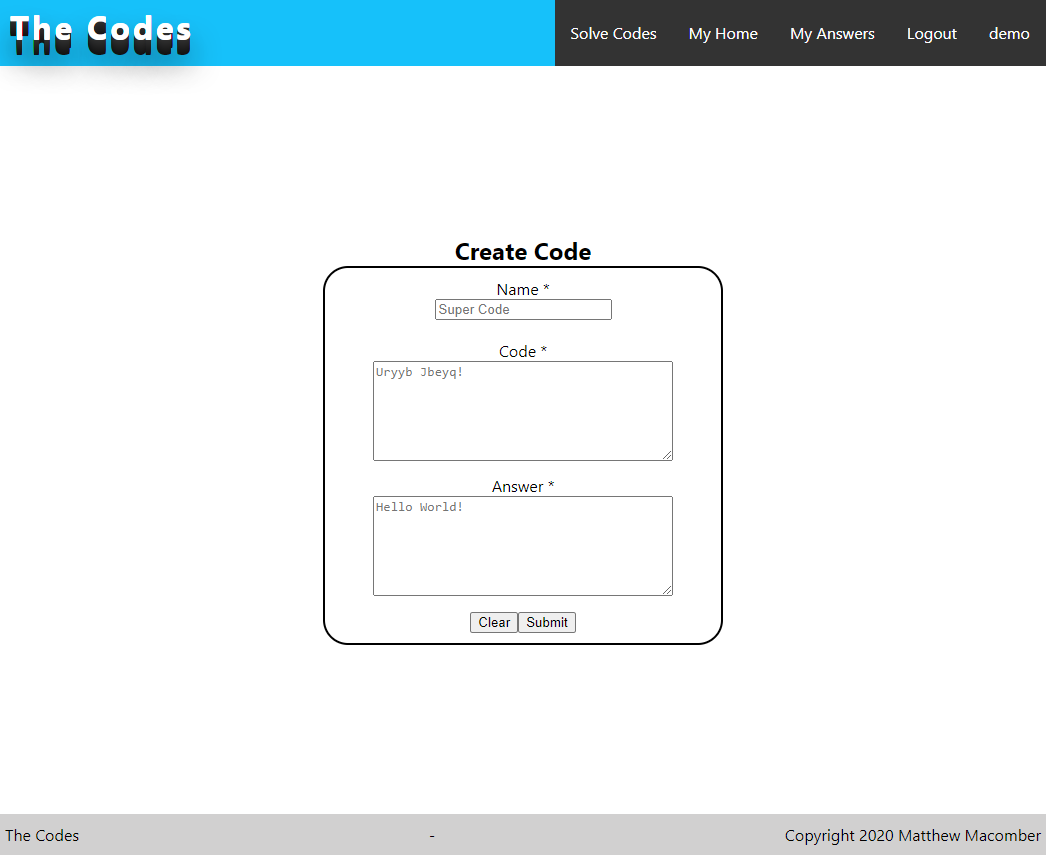 The Codes
Solve Codes My Home My Answers Logout demo
Create Code
Name *
Super Code
Code *
Uryyb Jbeyq!
Answer *
Hello World!
Clear Submit
The Codes - Copyright 2020 Matthew Macomber